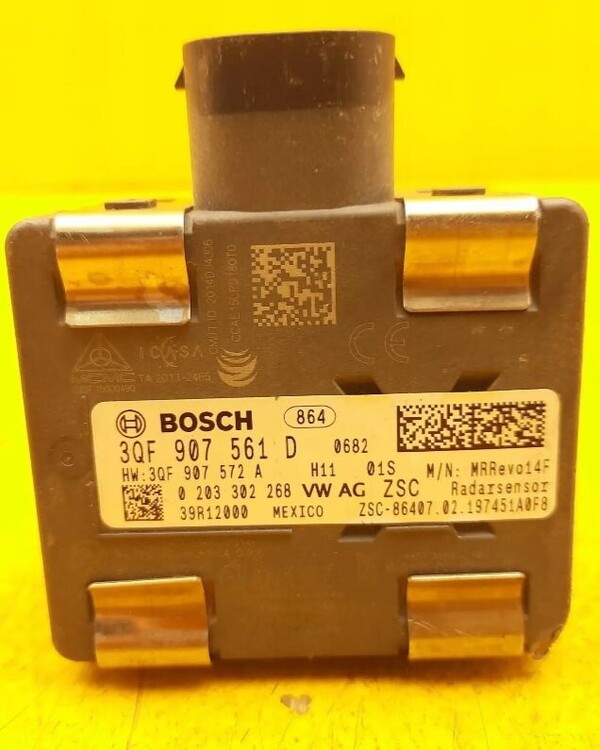 ICASA
BOSCH 864
3QF 907 561 D 0682
HW:3QF 907 572 A H11 01S M/N: MRRevo14F
0 203 302 268 VW AG ZSC Radarsensor
39R12000 MEXICO ZSC-86407.02.197451A0F8